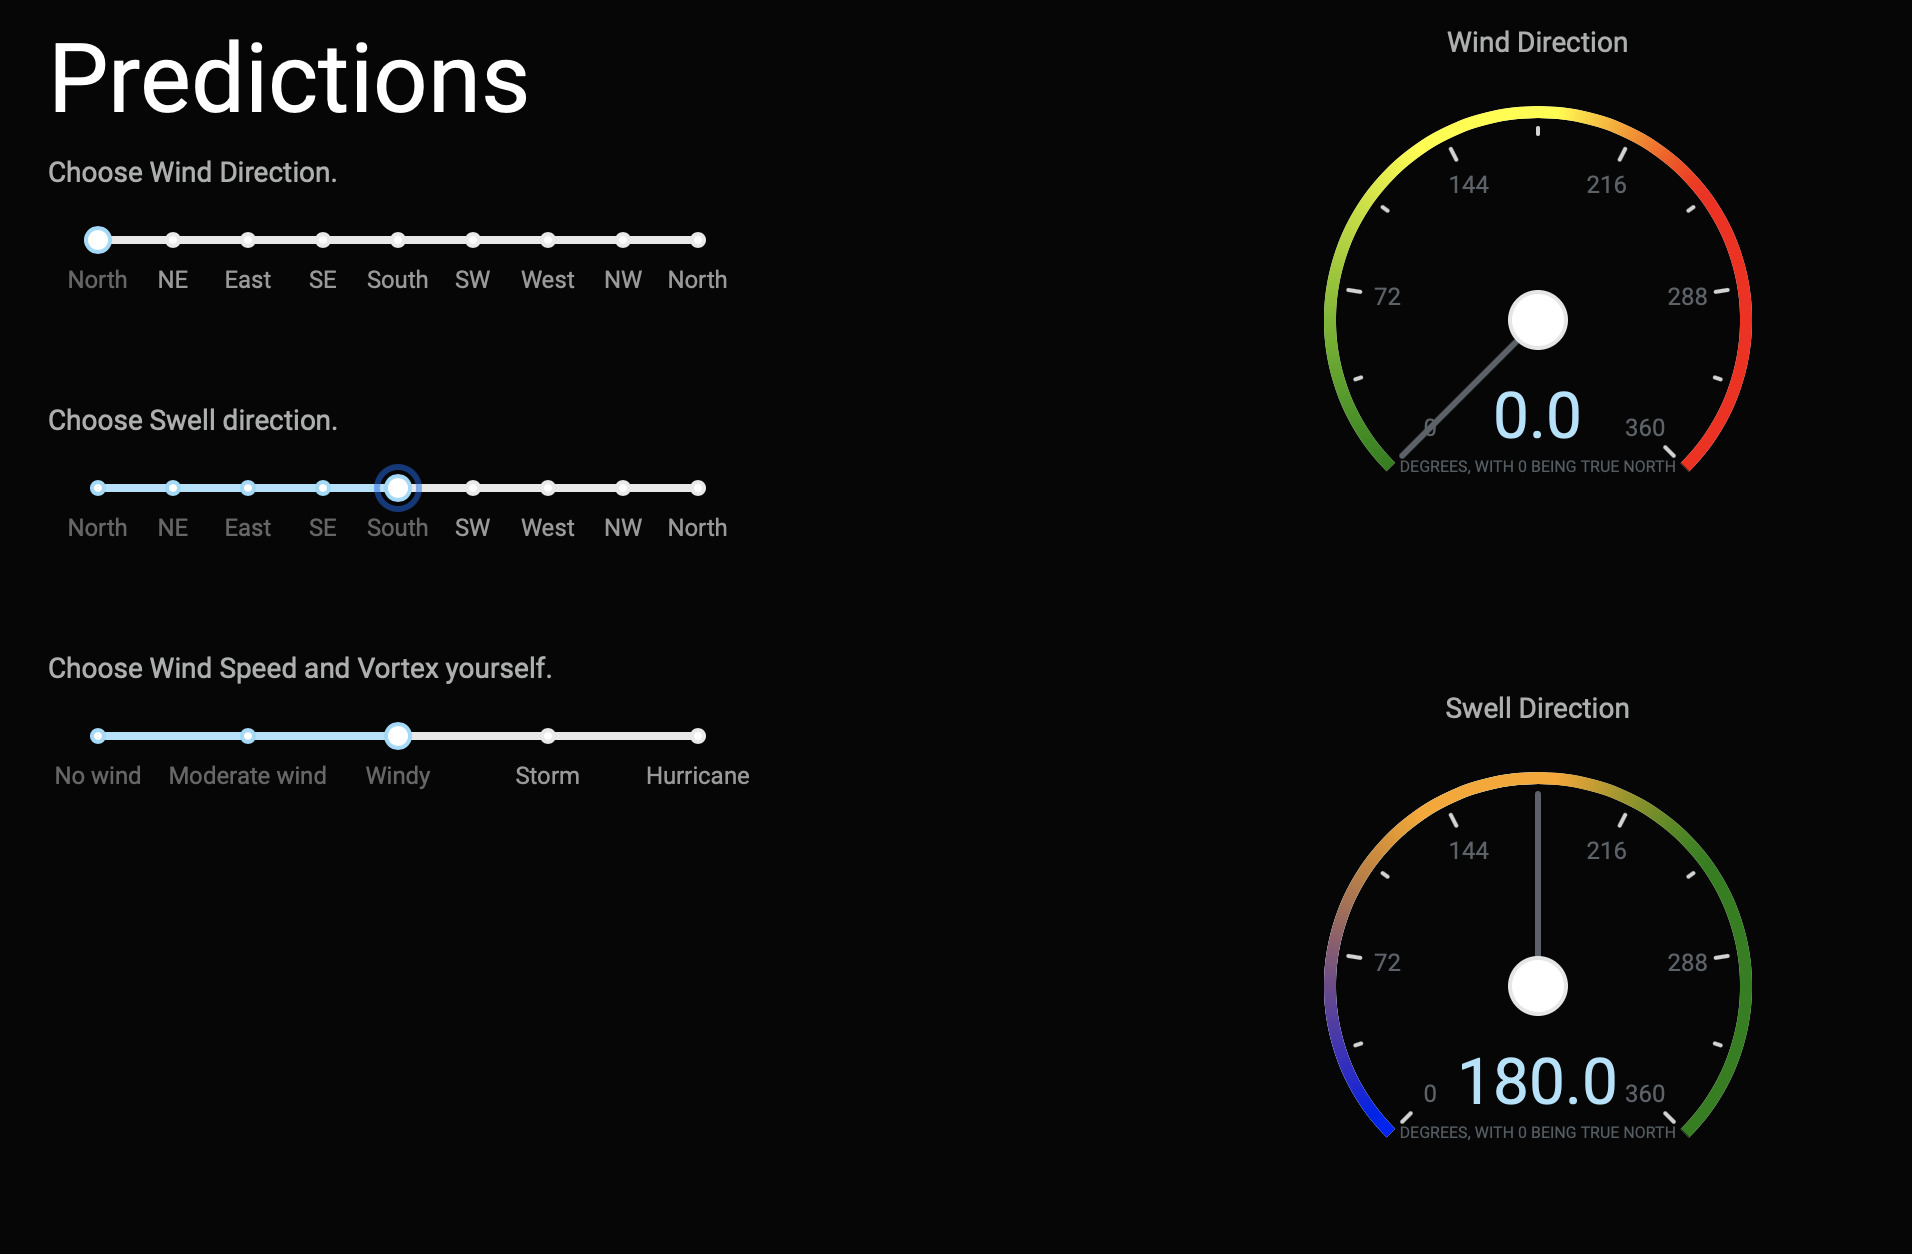 Predictions
Choose Wind Direction.
North NE East SE South SW West NW North
Choose Swell direction.
North NE East SE South SW West NW North
Choose Wind Speed and Vortex yourself.
No wind Moderate wind Windy Storm Hurricane
Wind Direction
144 216
72 288
0 0.0 360
DEGREES, WITH 0 BEING TRUE NORTH
Swell Direction
144 216
72 288
0 180.0 360
DEGREES, WITH 0 BEING TRUE NORTH